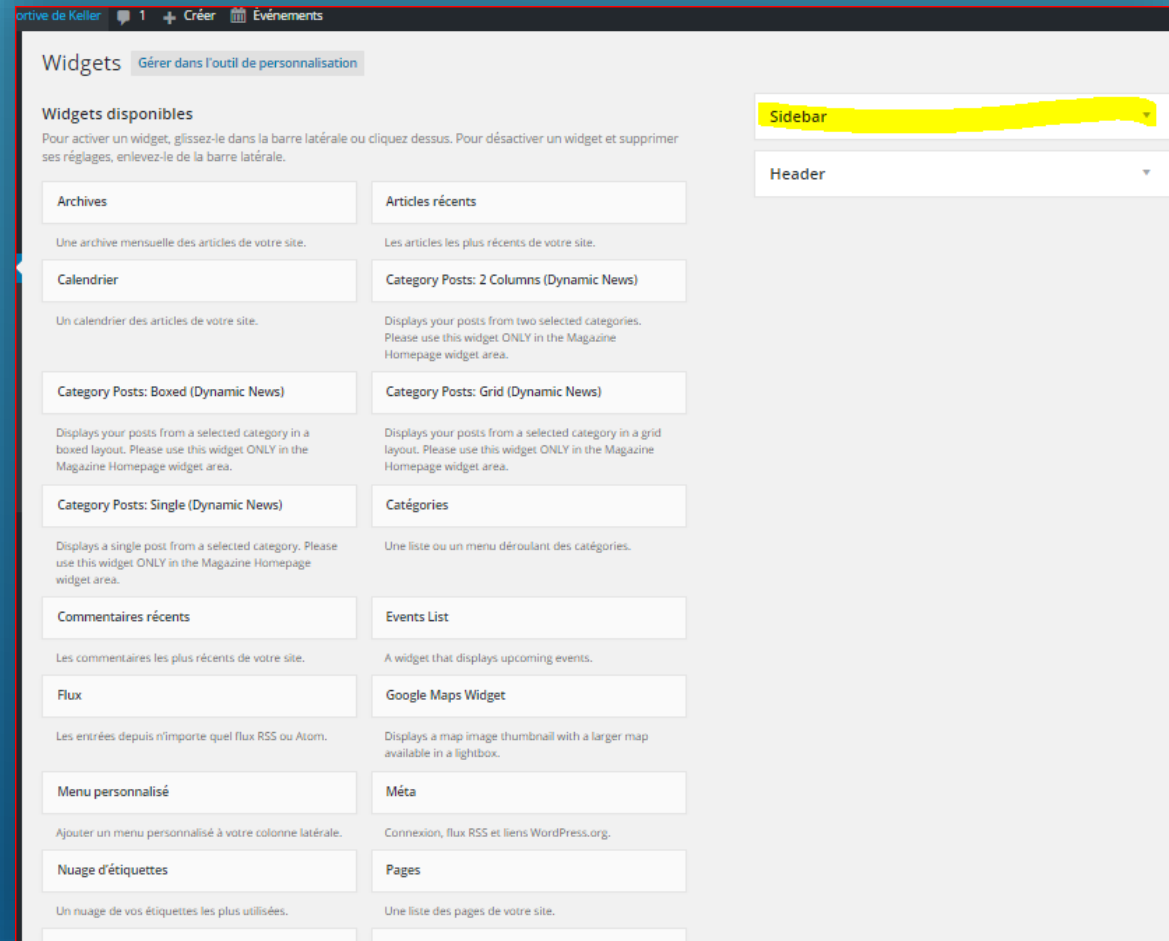 ortive de Keller 1 Créer Évènements
Widgets Gérer dans l'outil de personnalisation
Widgets disponibles
Pour activer un widget, glissez-le dans la barre latérale ou cliquez dessus. Pour désactiver un widget et supprimer
ses réglages, enlevez-le de la barre latérale.
Sidebar
Header
Archives
Une archive mensuelle des articles de votre site.
Articles récents
Les articles les plus récents de votre site.
Calendrier
Un calendrier des articles de votre site.
Category Posts: 2 Columns (Dynamic News)
Displays your posts from two selected categories.
Please use this widget ONLY in the Magazine
Homepage widget area.
Category Posts: Boxed (Dynamic News)
Displays your posts from a selected category in a
boxed layout. Please use this widget ONLY in the
Magazine Homepage widget area.
Category Posts: Grid (Dynamic News)
Displays your posts from a selected category in a grid
layout. Please use this widget ONLY in the Magazine
Homepage widget area.
Category Posts: Single (Dynamic News)
Displays a single post from a selected category. Please
use this widget ONLY in the Magazine Homepage
widget area.
Catégories
Une liste ou un menu déroulant des catégories.
Commentaires récents
Les commentaires les plus récents de votre site.
Events List
A widget that displays upcoming events.
Flux
Les entrées depuis n'importe quel flux RSS ou Atom.
Google Maps Widget
Displays a map image thumbnail with a larger map
available in a lightbox.
Menu personnalisé
Ajouter un menu personnalisé à votre colonne latérale.
Méta
Connexion, flux RSS et liens WordPress.org.
Nuage d'étiquettes
Un nuage de vos étiquettes les plus utilisées.
Pages
Une liste des pages de votre site.